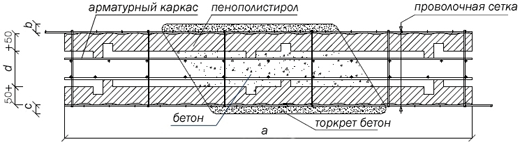 арматурный каркас
пенополистирол
проволочная сетка
b
+50
d
50+
c
бетон
торкрет бетон
a